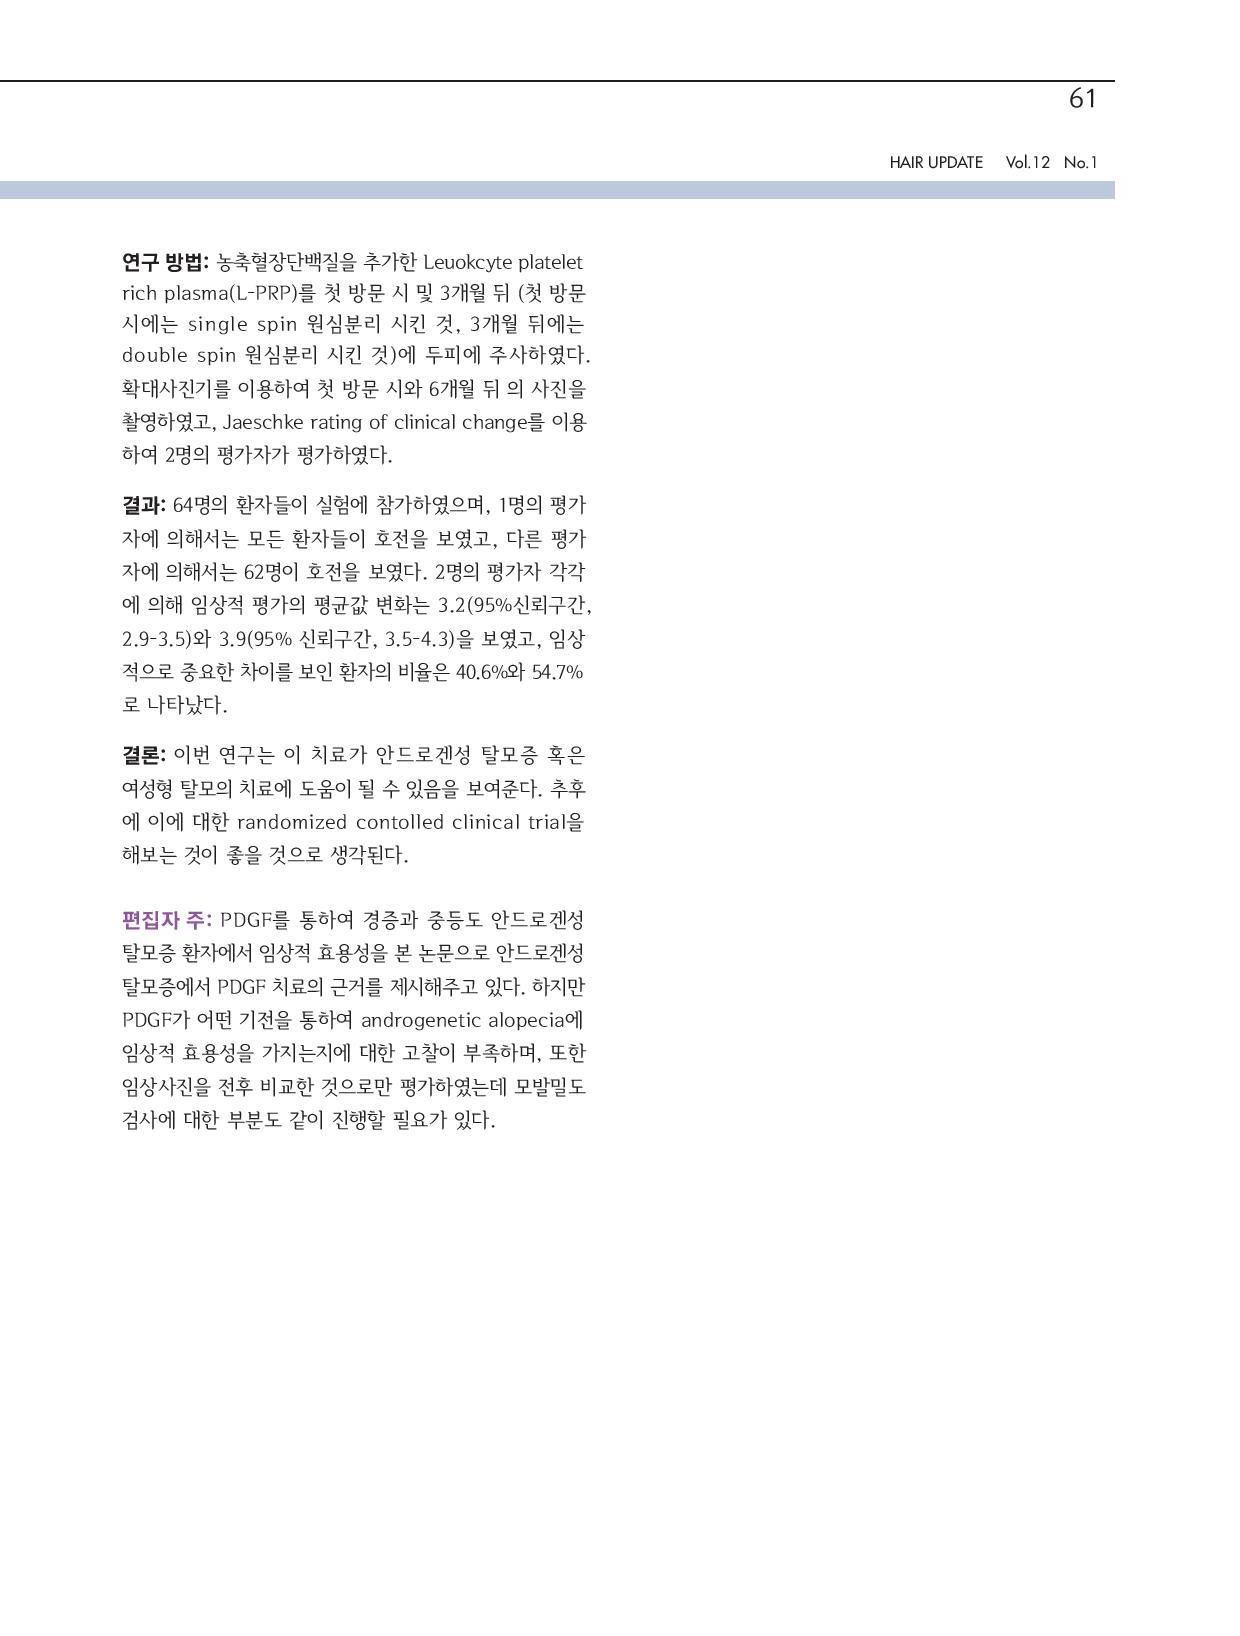 61
HAIR UPDATE Vol.12 No.1
연구 방법: 농축혈장단백질을 추가한 Leuokcyte platelet
rich plasma(L-PRP)를 첫 방문 시 및 3개월 뒤 (첫 방문
시에는 single spin 원심분리 시킨 것, 3개월 뒤에는
double spin 원심분리 시킨 것)에 두피에 주사하였다.
확대사진기를 이용하여 첫 방문 시와 6개월 뒤 의 사진을
촬영하였고, Jaeschke rating of clinical change를 이용
하여 2명의 평가자가 평가하였다.
결과: 64명의 환자들이 실험에 참가하였으며, 1명의 평가
자에 의해서는 모든 환자들이 호전을 보였고, 다른 평가
자에 의해서는 62명이 호전을 보였다. 2명의 평가자 각각
에 의해 임상적 평가의 평균값 변화는 3.2(95%신뢰구간,
2.9-3.5)와 3.9(95% 신뢰구간, 3.5-4.3)을 보였고, 임상
적으로 중요한 차이를 보인 환자의 비율은 40.6%와 54.7%
로 나타났다.
결론: 이번 연구는 이 치료가 안드로겐성 탈모증 혹은
여성형 탈모의 치료에 도움이 될 수 있음을 보여준다. 추후
에 이에 대한 randomized contolled clinical trial을
해보는 것이 좋을 것으로 생각된다.
편집자 주: PDGF를 통하여 경증과 중등도 안드로겐성
탈모증 환자에서 임상적 효용성을 본 논문으로 안드로겐성
탈모증에서 PDGF 치료의 근거를 제시해주고 있다. 하지만
PDGF가 어떤 기전을 통하여 androgenetic alopecia에
임상적 효용성을 가지는지에 대한 고찰이 부족하며, 또한
임상사진을 전후 비교한 것으로만 평가하였는데 모발밀도
검사에 대한 부분도 같이 진행할 필요가 있다.